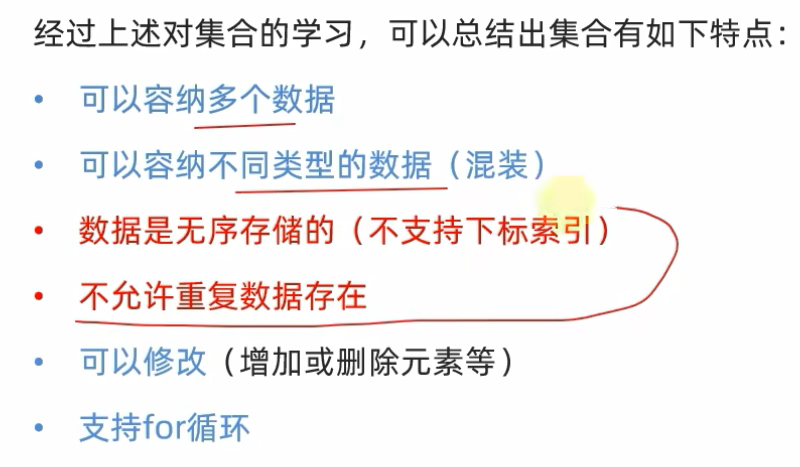 经过上述对集合的学习，可以总结出集合有如下特点：
• 可以容纳多个数据
• 可以容纳不同类型的数据（混装）
• 数据是无序存储的（不支持下标索引）
• 不允许重复数据存在
• 可以修改（增加或删除元素等）
• 支持for循环